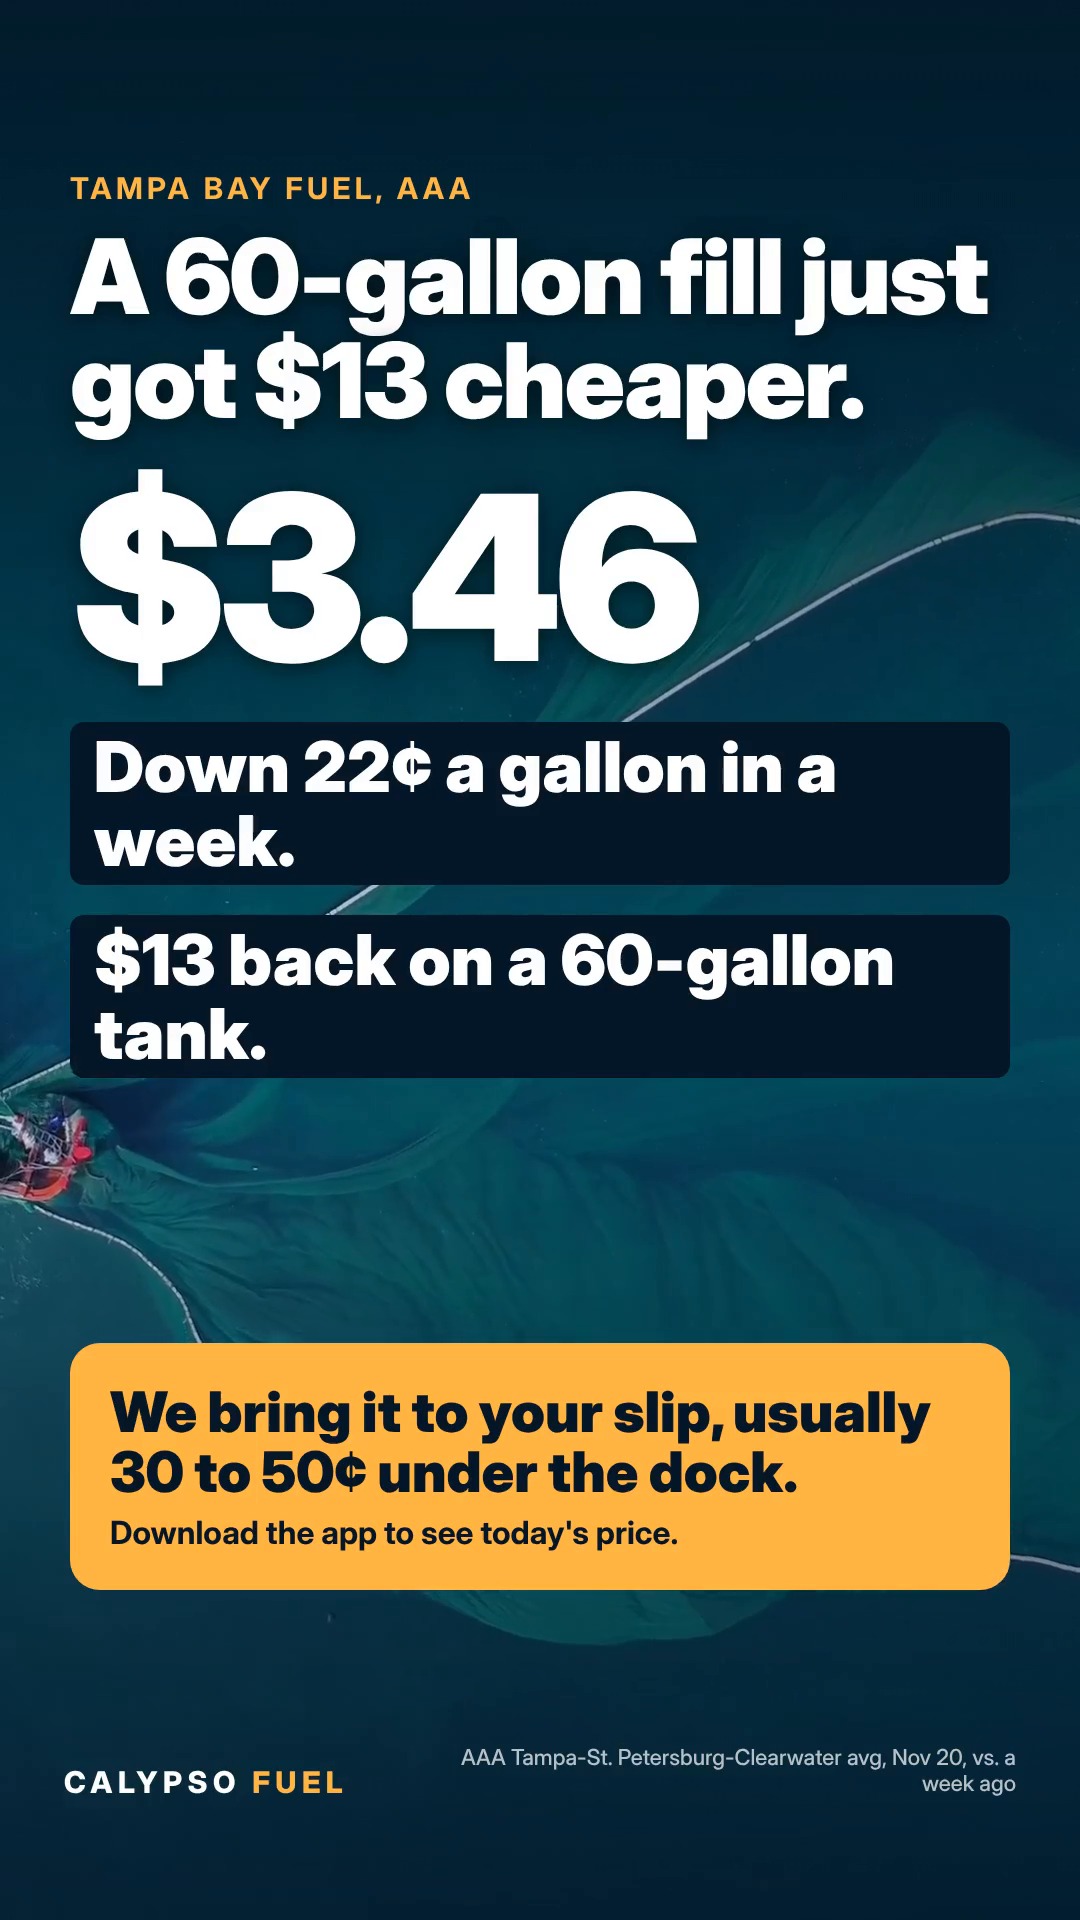 TAMPA BAY FUEL, AAA
A 60-gallon fill just
got $13 cheaper.
$3.46
Down 22¢ a gallon in a
week.
$13 back on a 60-gallon
tank.
We bring it to your slip, usually
30 to 50¢ under the dock.
Download the app to see today's price.
AAA Tampa-St. Petersburg-Clearwater avg, Nov 20, vs. a
week ago
CALYPSO FUEL